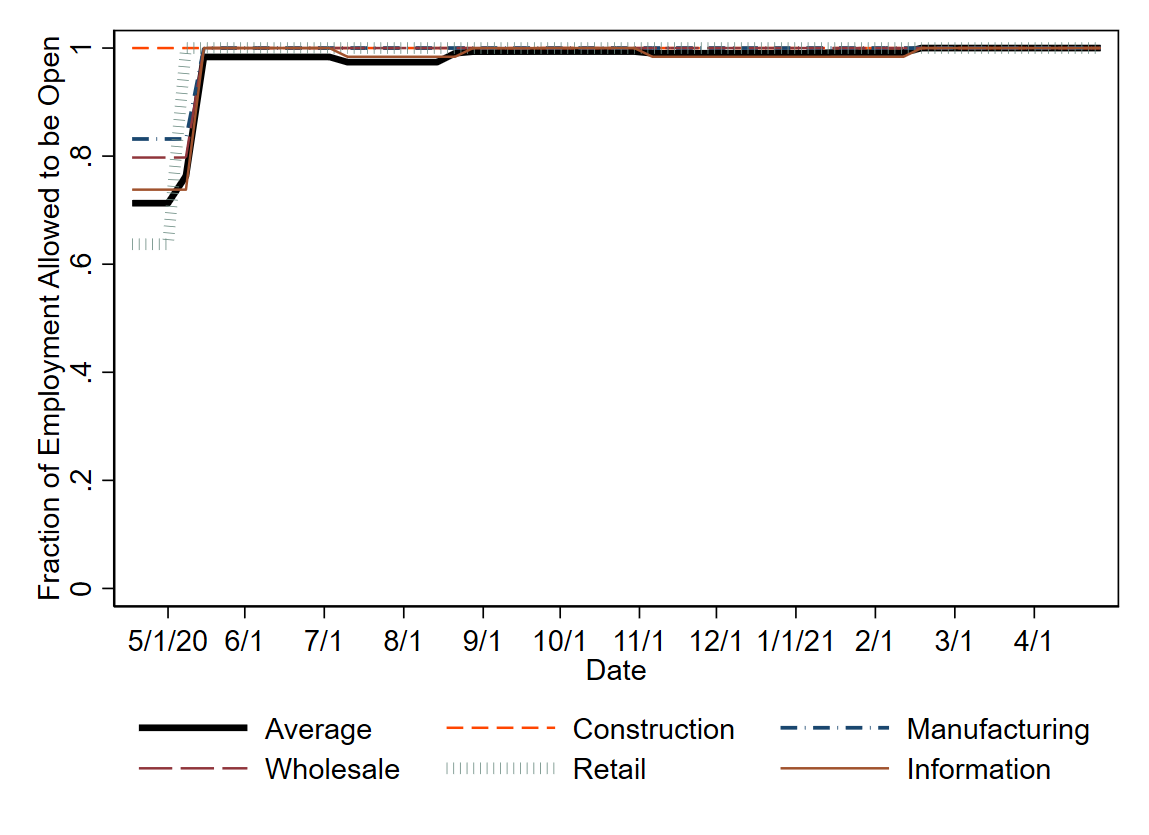 Fraction of Employment Allowed to be Open
1
.8
.6
.4
.2
0
5/1/20 6/1 7/1 8/1 9/1 10/1 11/1 12/1 1/1/21 2/1 3/1 4/1
Date
Average Construction Manufacturing
Wholesale Retail Information